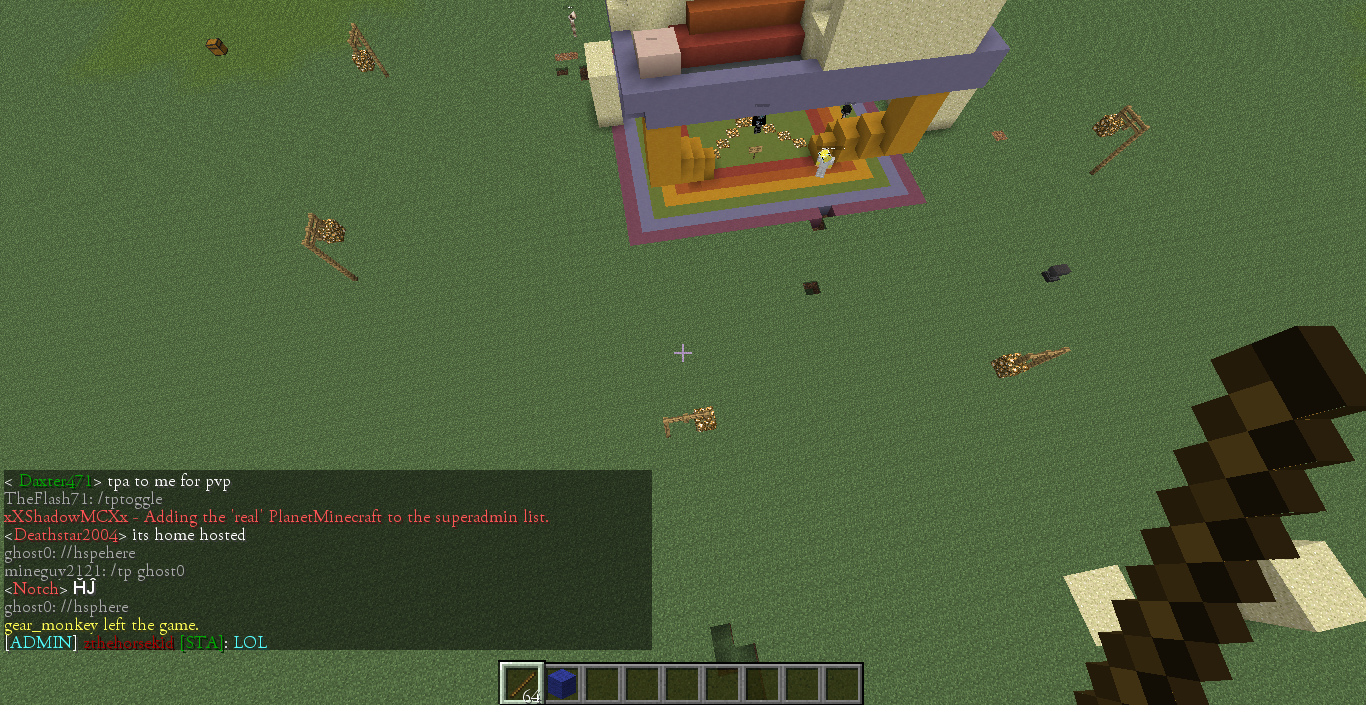 < Daxter471> tpa to me for pvp
TheFlash71: /tptoggle
xXShadowMCXx - Adding the 'real' PlanetMinecraft to the superadmin list.
<Deathstar2004> its home hosted
ghost0: //hspehere
mineguy2121: /tp ghost0
<Notch> ȞĴ
ghost0: //hsphere
gear_monkey left the game.
[ADMIN] [STA]: LOL
64